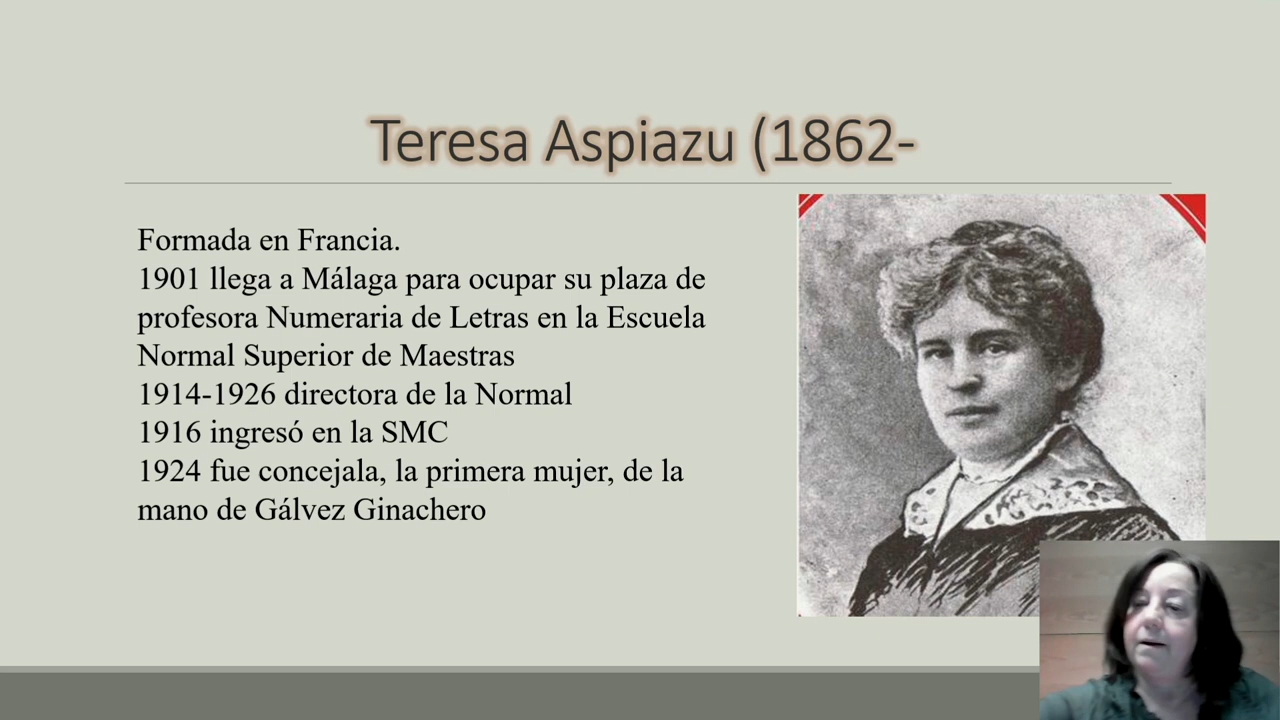 Teresa Aspiazu (1862-
Formada en Francia.
1901 llega a Málaga para ocupar su plaza de
profesora Numeraria de Letras en la Escuela
Normal Superior de Maestras
1914-1926 directora de la Normal
1916 ingresó en la SMC
1924 fue concejala, la primera mujer, de la
mano de Gálvez Ginachero